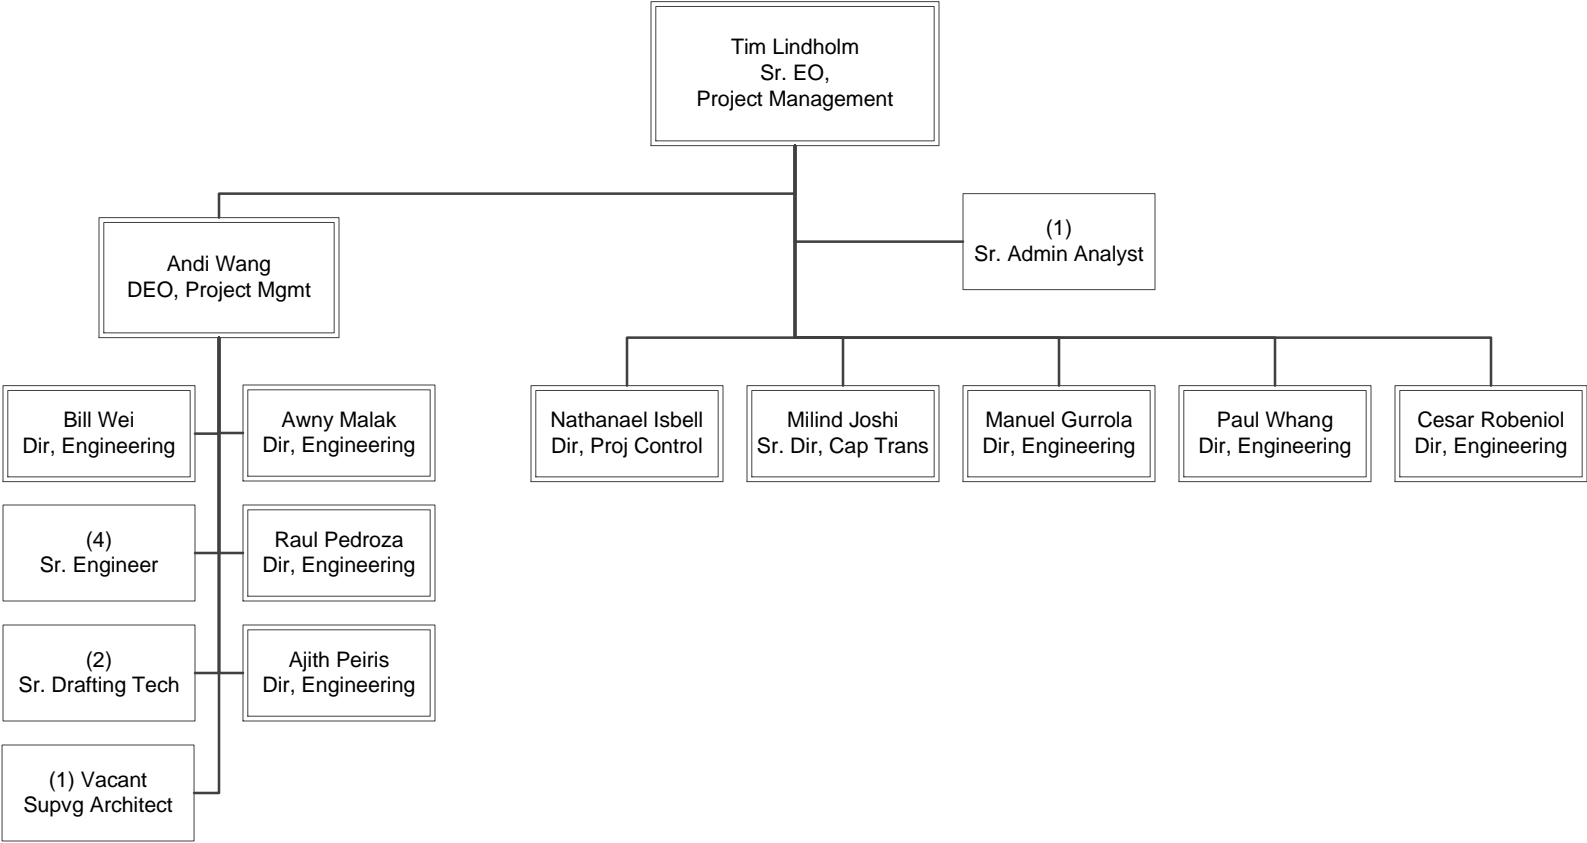 Tim Lindholm
Sr. EO,
Project Management
(1)
Sr. Admin Analyst
Andi Wang
DEO, Project Mgmt
Bill Wei
Dir, Engineering
Awny Malak
Dir, Engineering
Nathanael Isbell
Dir, Proj Control
Milind Joshi
Sr. Dir, Cap Trans
Manuel Gurrola
Dir, Engineering
Paul Whang
Dir, Engineering
Cesar Robeniol
Dir, Engineering
(4)
Sr. Engineer
Raul Pedroza
Dir, Engineering
(2)
Sr. Drafting Tech
Ajith Peiris
Dir, Engineering
(1) Vacant
Supvg Architect